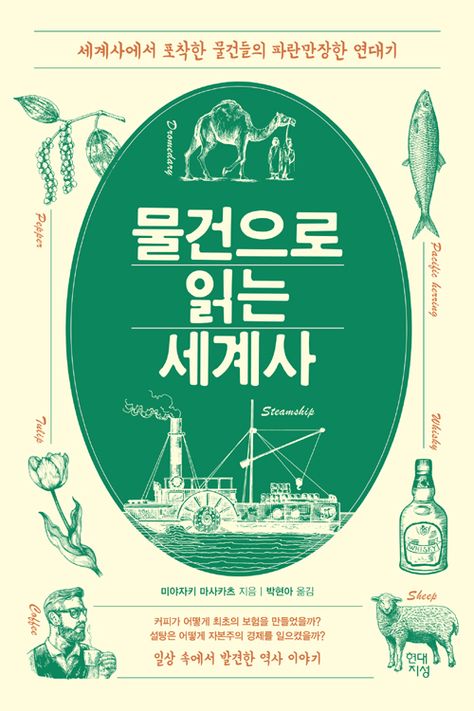 세계사에서 포착한 물건들의 파란만장한 연대기
Dromedary
물건으로
읽는
세계사
Pepper
Pacific herring
Steamship
Tulip
Whisky
WHISKY
미야자키 마사카츠 지음 | 박현아 옮김
Coffee
커피가 어떻게 최초의 보험을 만들었을까?
설탕은 어떻게 자본주의 경제를 일으켰을까?
일상 속에서 발견한 역사 이야기
Sheep
현대
지성